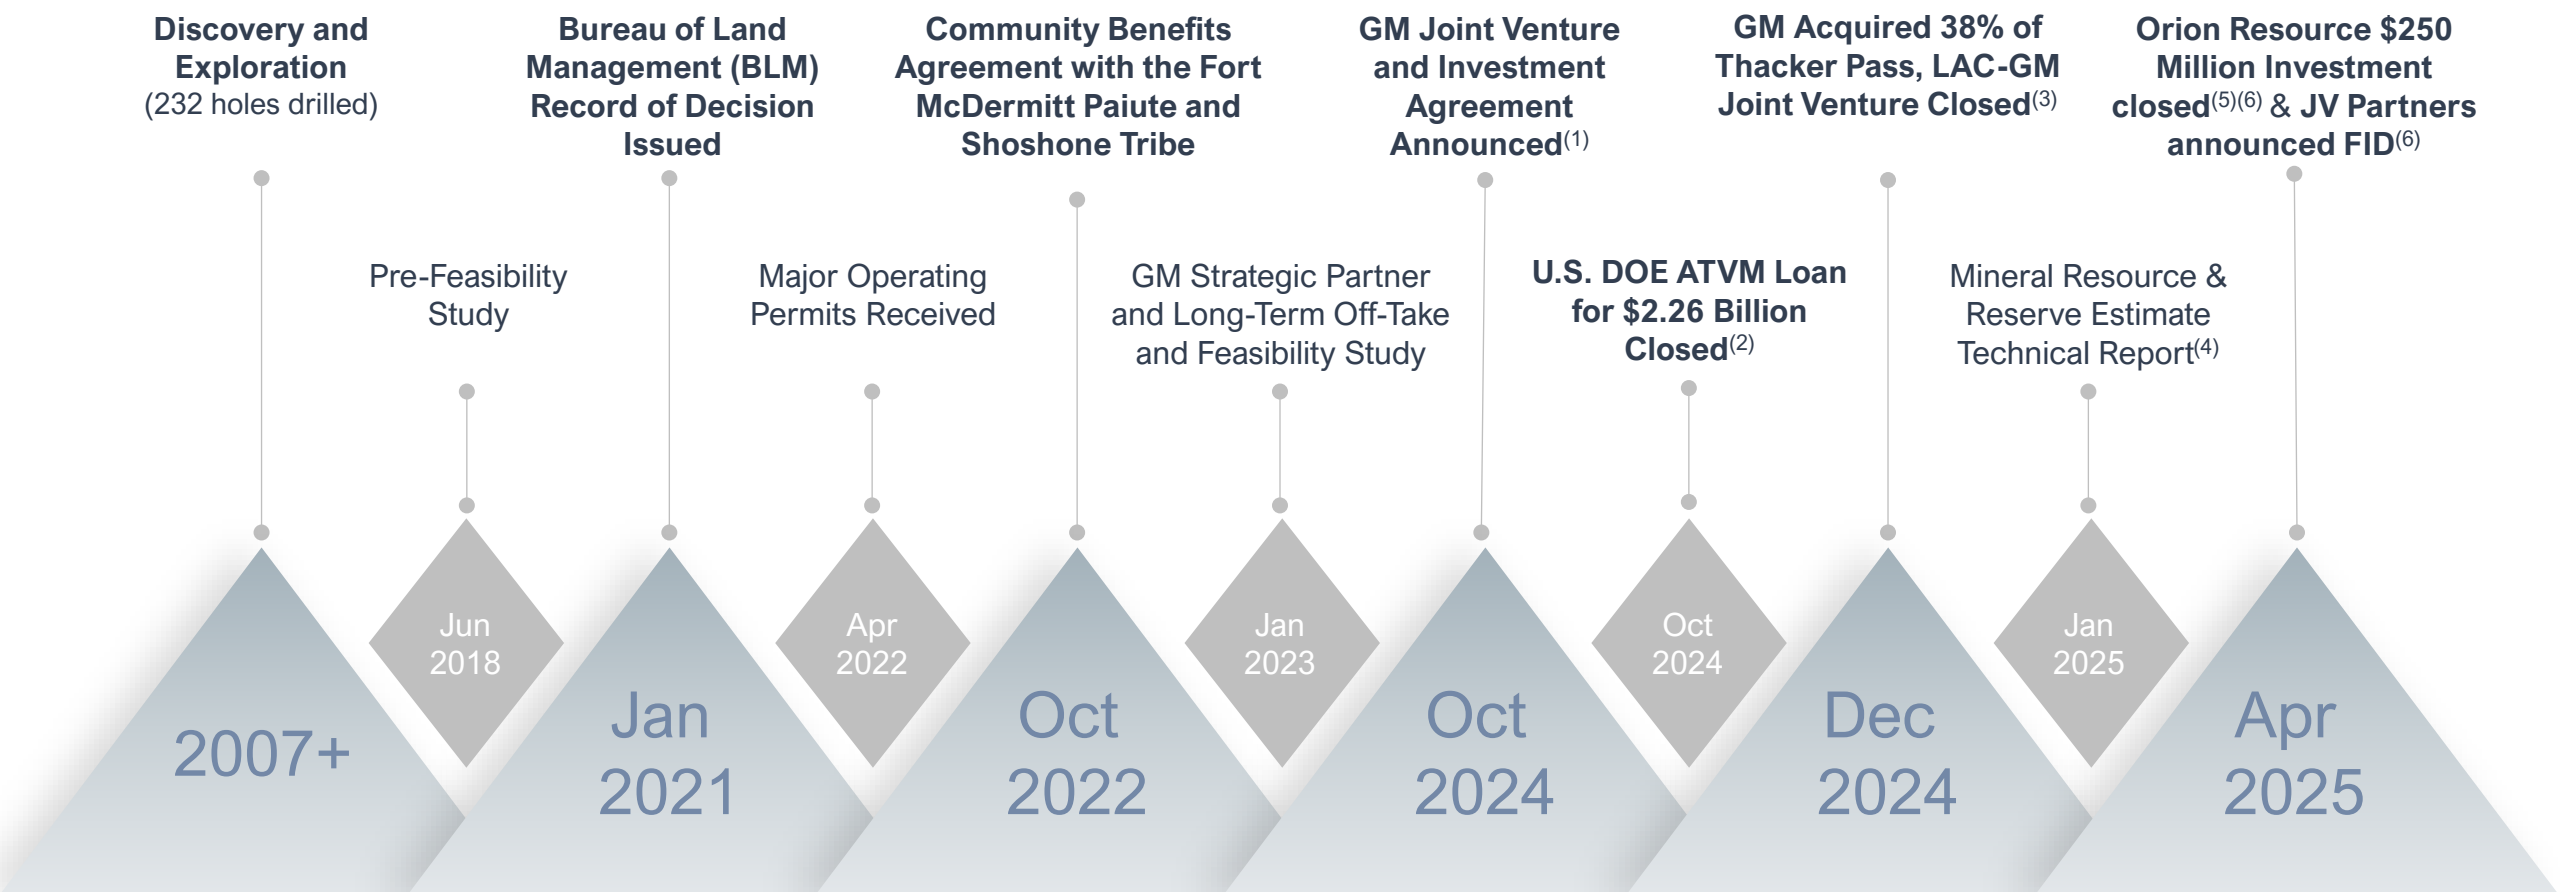 Discovery and
Exploration
(232 holes drilled)
Bureau of Land
Management (BLM)
Record of Decision
Issued
Community Benefits
Agreement with the Fort
McDermitt Paiute and
Shoshone Tribe
GM Joint Venture
and Investment
Agreement
Announced(1)
GM Acquired 38% of
Thacker Pass, LAC-GM
Joint Venture Closed(3)
Orion Resource $250
Million Investment
closed(5)(6) & JV Partners
announced FID(6)
Pre-Feasibility
Study
Major Operating
Permits Received
GM Strategic Partner
and Long-Term Off-Take
and Feasibility Study
U.S. DOE ATVM Loan
for $2.26 Billion
Closed(2)
Mineral Resource &
Reserve Estimate
Technical Report(4)
2007+
Jun
2018
Jan
2021
Apr
2022
Oct
2022
Jan
2023
Oct
2024
Oct
2024
Dec
2024
Jan
2025
Apr
2025